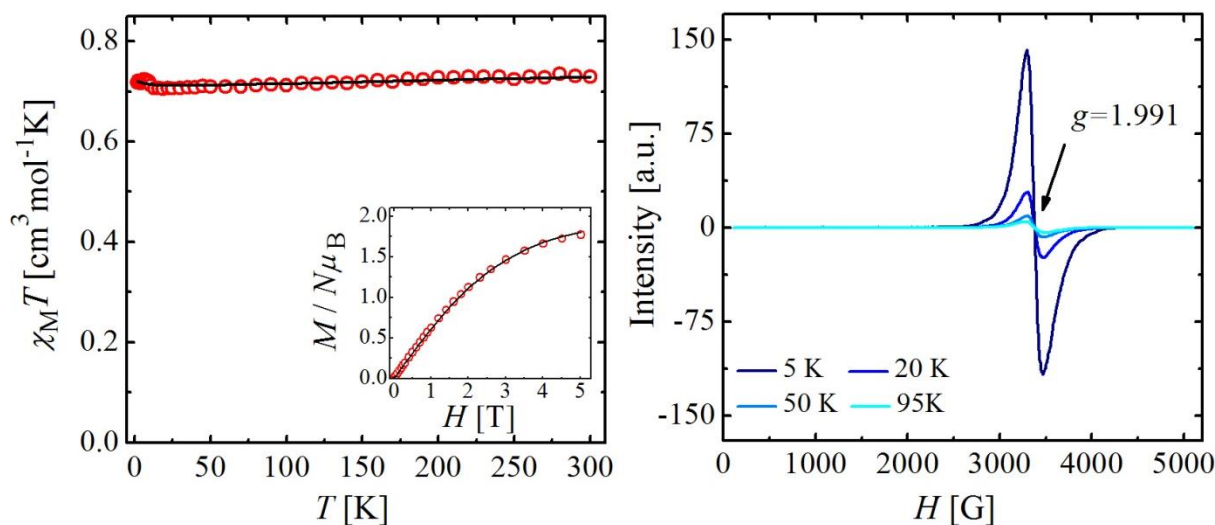 0.8
0.6
0.4
0.2
0.0
χ_M T [cm³mol⁻¹K]
0 50 100 150 200 250 300
T [K]
2.0
1.5
1.0
0.5
0.0
M / Nμ_B
0 1 2 3 4 5
H [T]
150
75
0
-75
-150
Intensity [a.u.]
g=1.991
5 K 20 K
50 K 95K
0 1000 2000 3000 4000 5000
H [G]